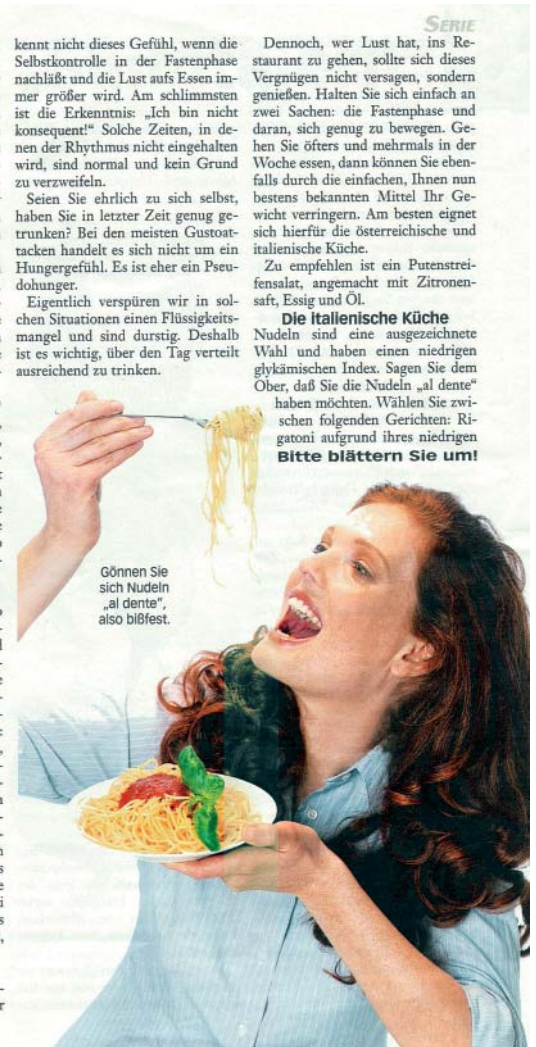 SERIE
kennt nicht dieses Gefühl, wenn die
Selbstkontrolle in der Fastenphase
nachläßt und die Lust aufs Essen im-
mer größer wird. Am schlimmsten
ist die Erkenntnis: „Ich bin nicht
konsequent!“ Solche Zeiten, in de-
nen der Rhythmus nicht eingehalten
wird, sind normal und kein Grund
zu verzweifeln.
Seien Sie ehrlich zu sich selbst,
haben Sie in letzter Zeit genug ge-
trunken? Bei den meisten Gustoat-
tacken handelt es sich nicht um ein
Hungergefühl. Es ist eher ein Pseu-
dohunger.
Eigentlich verspüren wir in sol-
chen Situationen einen Flüssigkeits-
mangel und sind durstig. Deshalb
ist es wichtig, über den Tag verteilt
ausreichend zu trinken.
Dennoch, wer Lust hat, ins Re-
staurant zu gehen, sollte sich dieses
Vergnügen nicht versagen, sondern
genießen. Halten Sie sich einfach an
zwei Sachen: die Fastenphase und
daran, sich genug zu bewegen. Ge-
hen Sie öfters und mehrmals in der
Woche essen, dann können Sie eben-
falls durch die einfachen, Ihnen nun
bestens bekannten Mittel Ihr Ge-
wicht verringern. Am besten eignet
sich hierfür die österreichische und
italienische Küche.
Zu empfehlen ist ein Putenstrei-
fensalat, angemacht mit Zitronen-
saft, Essig und Öl.
Die italienische Küche
Nudeln sind eine ausgezeichnete
Wahl und haben einen niedrigen
glykämischen Index. Sagen Sie dem
Ober, daß Sie die Nudeln „al dente“
haben möchten. Wählen Sie zwi-
schen folgenden Gerichten: Ri-
gatoni aufgrund ihres niedrigen
Bitte blättern Sie um!
Gönnen Sie
sich Nudeln
„al dente“,
also bißfest.